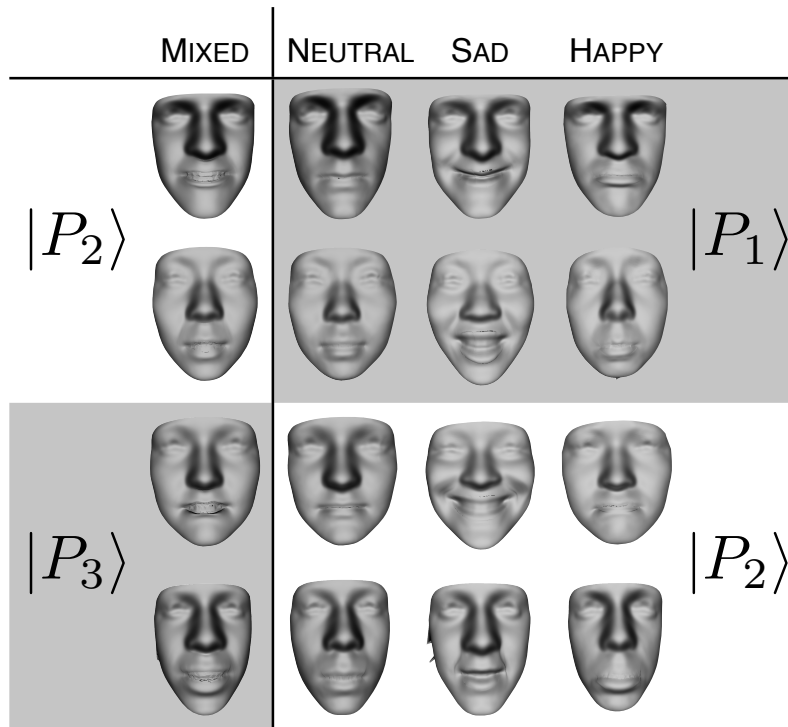 MIXED NEUTRAL SAD HAPPY
|P₂⟩ |P₁⟩
|P₃⟩ |P₂⟩